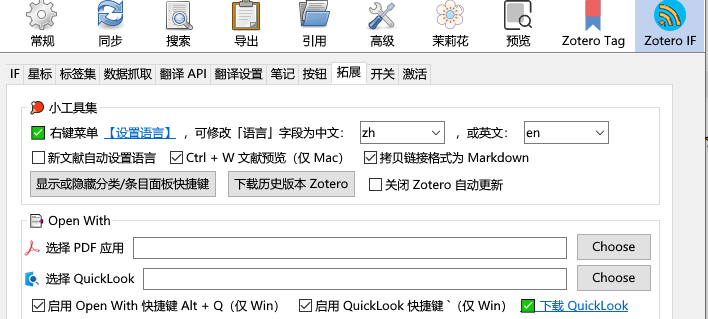 常规 同步 搜索 导出 引用 高级 茉莉花 预览 Zotero Tag Zotero IF
IF 星标 标签集 数据抓取 翻译 API 翻译设置 笔记 按钮 拓展 开关 激活
小工具集
右键菜单 【设置语言】 ，可修改「语言」字段为中文： zh ，或英文： en
新文献自动设置语言 Ctrl + W 文献预览（仅 Mac） 拷贝链接格式为 Markdown
显示或隐藏分类/条目面板快捷键 下载历史版本 Zotero 关闭 Zotero 自动更新
Open With
选择 PDF 应用 Choose
选择 QuickLook Choose
启用 Open With 快捷键 Alt + Q（仅 Win） 启用 QuickLook 快捷键 `（仅 Win） 下载 QuickLook